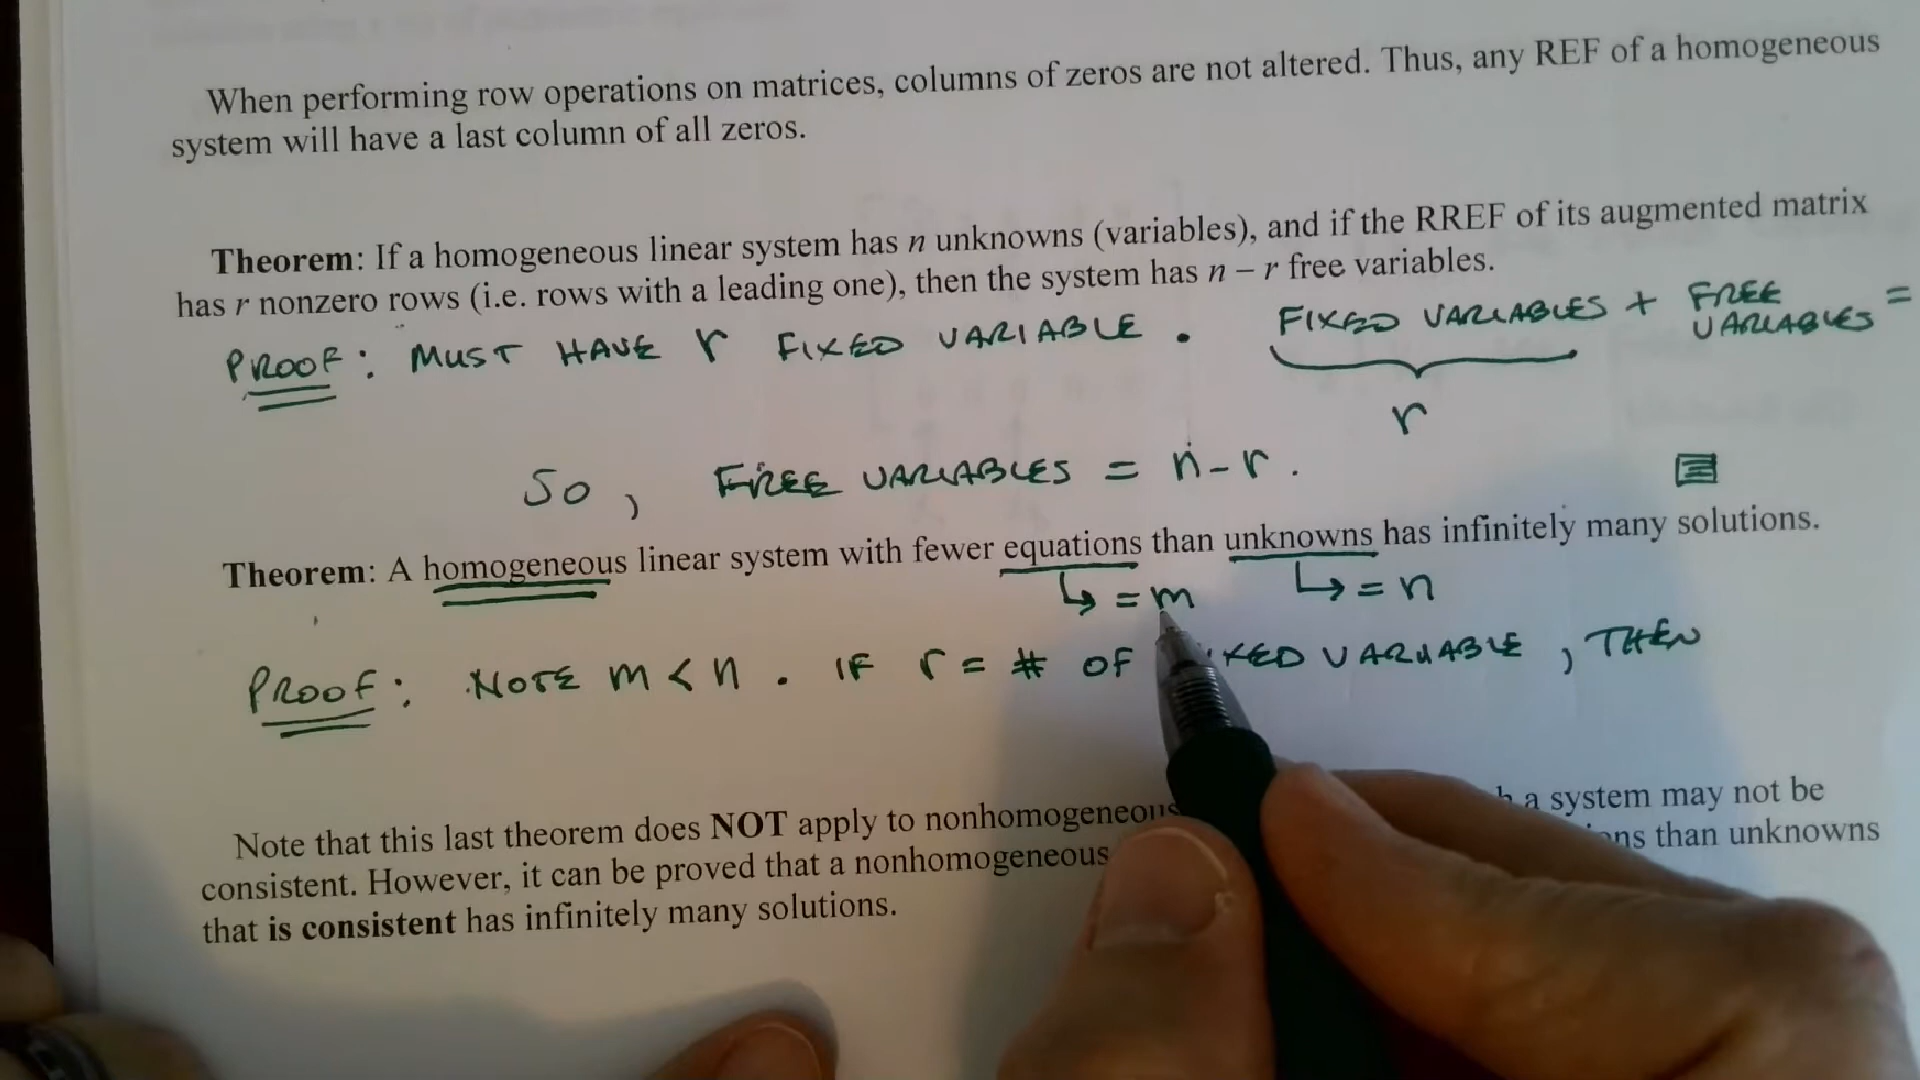 When performing row operations on matrices, columns of zeros are not altered. Thus, any REF of a homogeneous
system will have a last column of all zeros.
Theorem: If a homogeneous linear system has n unknowns (variables), and if the RREF of its augmented matrix
has r nonzero rows (i.e. rows with a leading one), then the system has n – r free variables.
PROOF: MUST HAVE r FIXED VARIABLE. FIXED VARIABLES + FREE VARIABLES =
r
SO, FREE VARIABLES = n - r.
Theorem: A homogeneous linear system with fewer equations than unknowns has infinitely many solutions.
↳ = m ↳ = n
PROOF: NOTE m < n. IF r = # OF VARIABLE, THEN
Note that this last theorem does NOT apply to nonhomogeneous a system may not be
consistent. However, it can be proved that a nonhomogeneous than unknowns
that is consistent has infinitely many solutions.